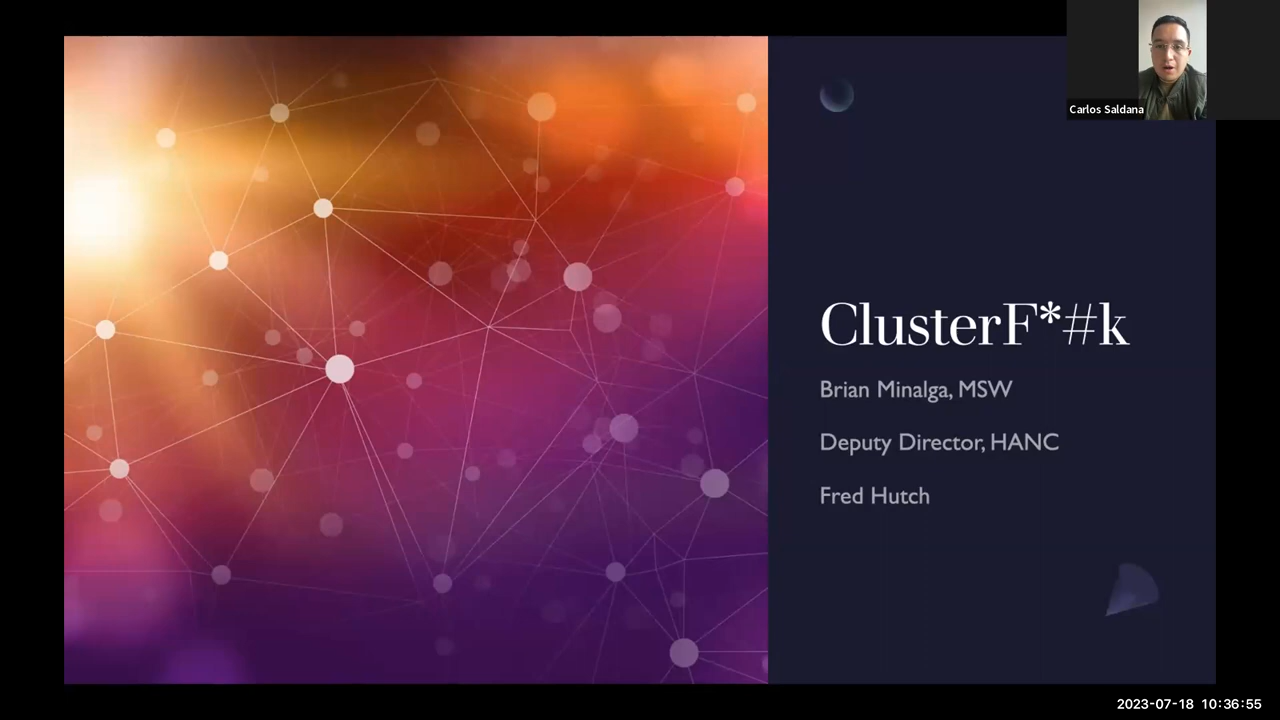 Carlos Saldana
ClusterF*#k
Brian Minalga, MSW
Deputy Director, HANC
Fred Hutch
2023-07-18 10:36:55